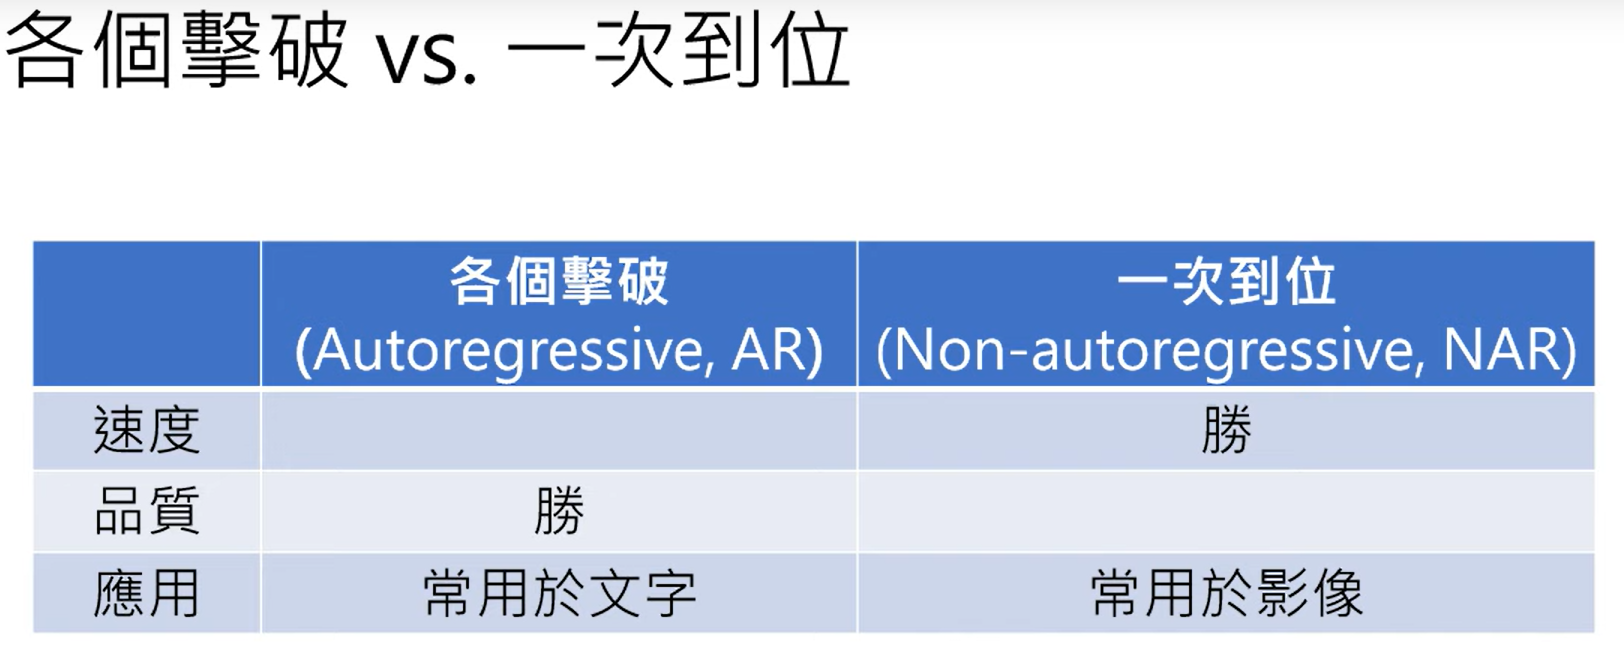 各個擊破 vs. 一次到位
各個擊破 一次到位
(Autoregressive, AR) (Non-autoregressive, NAR)
速度 勝
品質 勝
應用 常用於文字 常用於影像